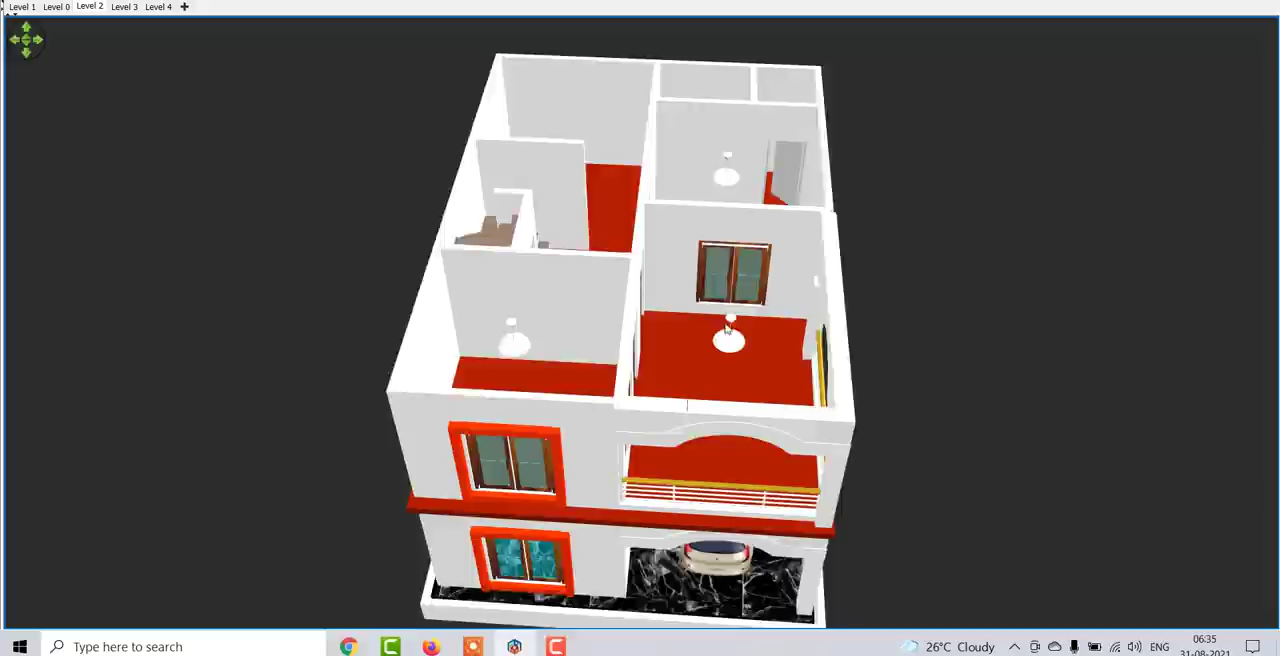 Level 1 Level 0 Level 2 Level 3 Level 4
Type here to search
26°C Cloudy
ENG
06:35
31-08-2021